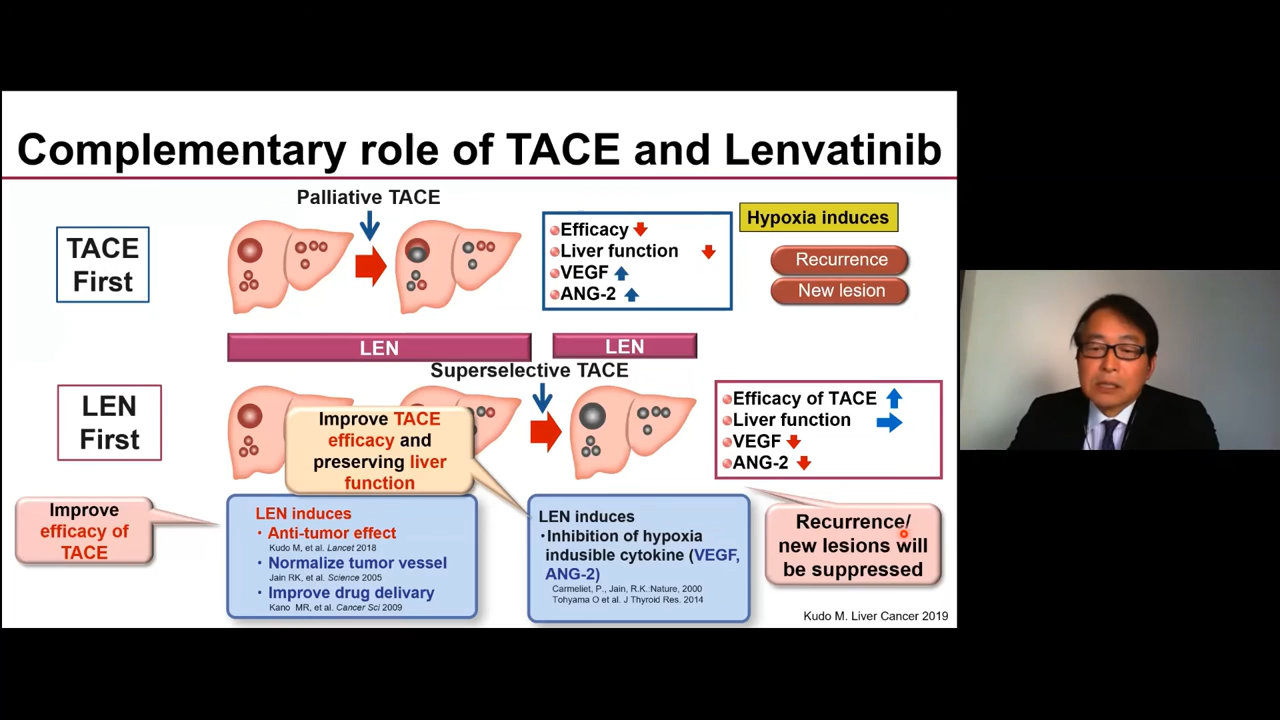 Complementary role of TACE and Lenvatinib
Palliative TACE
TACE
First
Efficacy
Liver function
VEGF
ANG-2
Hypoxia induces
Recurrence
New lesion
LEN
LEN
Superselective TACE
LEN
First
Improve TACE
efficacy and
preserving liver
function
Efficacy of TACE
Liver function
VEGF
ANG-2
Improve
efficacy of
TACE
LEN induces
・Anti-tumor effect
Kudo M, et al. Lancet 2018
・Normalize tumor vessel
Jain RK, et al. Science 2005
・Improve drug delivary
Kano MR, et al. Cancer Sci 2009
LEN induces
・Inhibition of hypoxia
indusible cytokine (VEGF,
ANG-2)
Carmeliet, P., Jain, R.K.:Nature, 2000
Tohyama O et al. J Thyroid Res. 2014
Recurrence/
new lesions will
be suppressed
Kudo M. Liver Cancer 2019